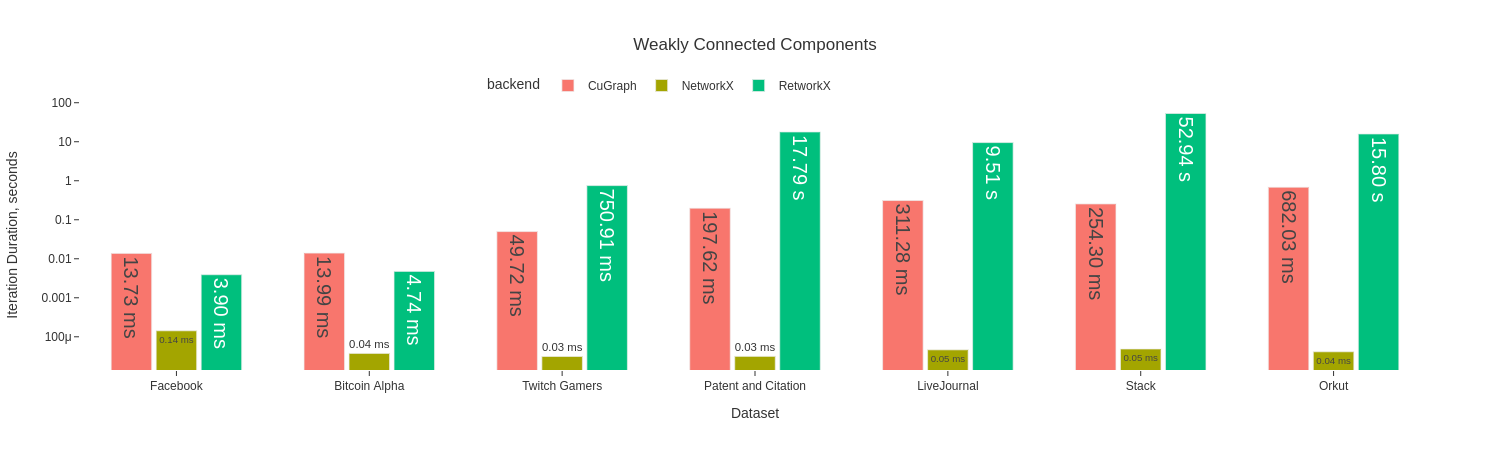 Weakly Connected Components
backend CuGraph NetworkX RetworkX
Iteration Duration, seconds
100
10
1
0.1
0.01
0.001
100μ
13.73 ms
0.14 ms
3.90 ms
13.99 ms
0.04 ms
4.74 ms
49.72 ms
0.03 ms
750.91 ms
197.62 ms
0.03 ms
17.79 s
311.28 ms
0.05 ms
9.51 s
254.30 ms
0.05 ms
52.94 s
682.03 ms
0.04 ms
15.80 s
Facebook Bitcoin Alpha Twitch Gamers Patent and Citation LiveJournal Stack Orkut
Dataset